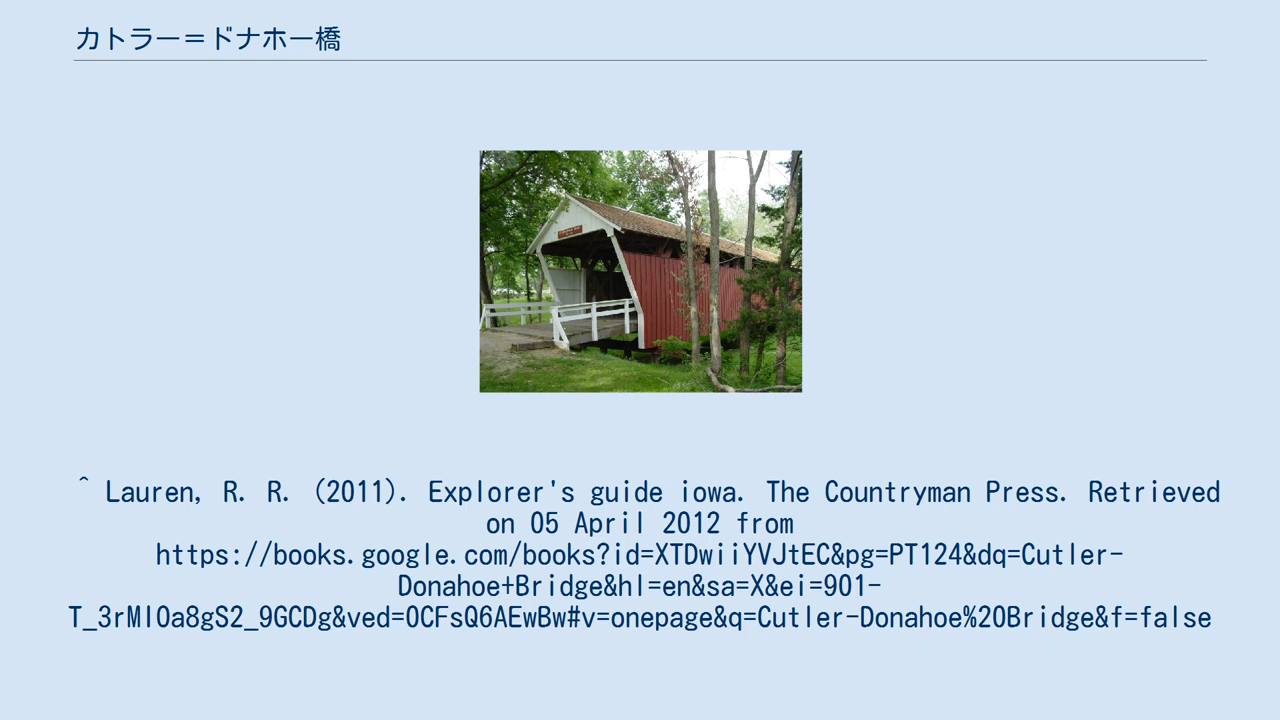 カトラー＝ドナホー橋
^ Lauren, R. R. (2011). Explorer's guide iowa. The Countryman Press. Retrieved
on 05 April 2012 from
https://books.google.com/books?id=XTDwiiYVJtEC&pg=PT124&dq=Cutler-
Donahoe+Bridge&hl=en&sa=X&ei=901-
T_3rMIOa8gS2_9GCDg&ved=0CFsQ6AEwBw#v=onepage&q=Cutler-Donahoe%20Bridge&f=false